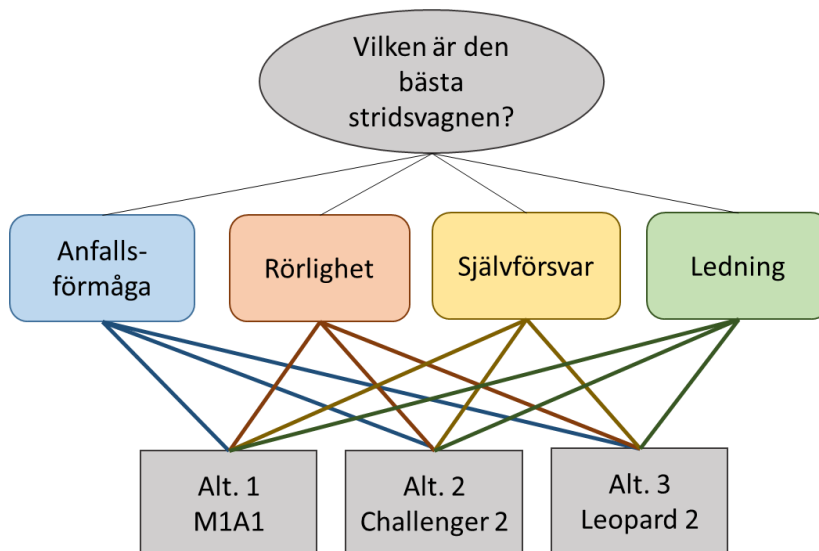 Vilken är den
bästa
stridsvagnen?
Anfalls-
förmåga
Rörlighet
Självförsvar
Ledning
Alt. 1
M1A1
Alt. 2
Challenger 2
Alt. 3
Leopard 2